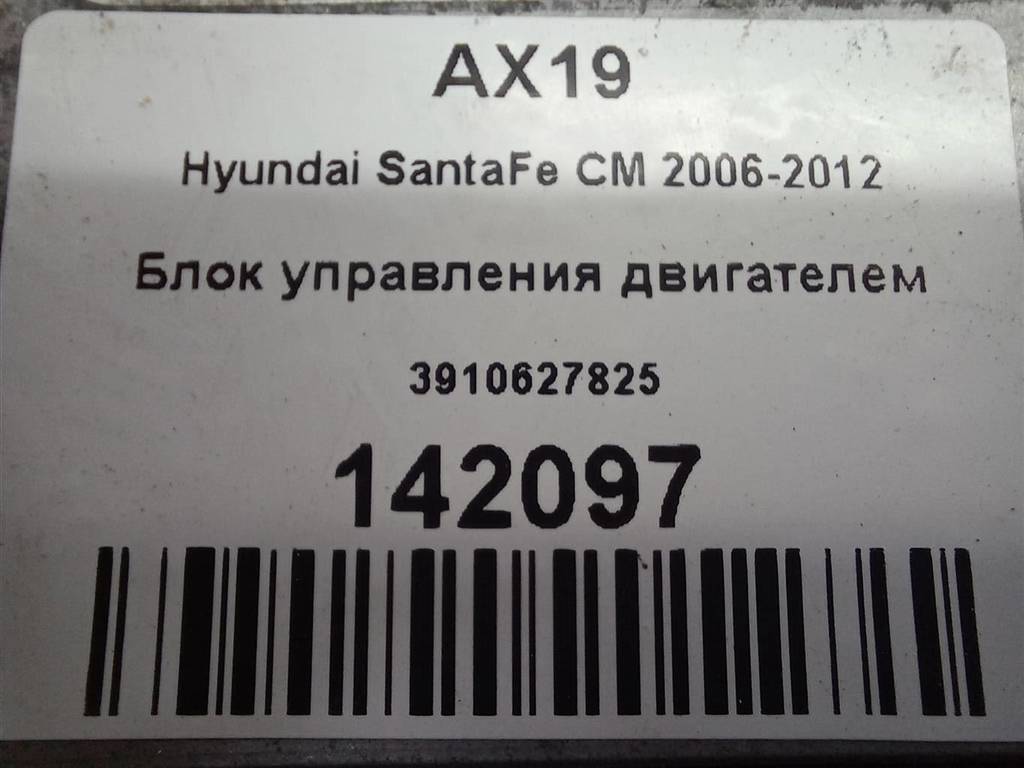 AX19
Hyundai SantaFe CM 2006-2012
Блок управления двигателем
3910627825
142097